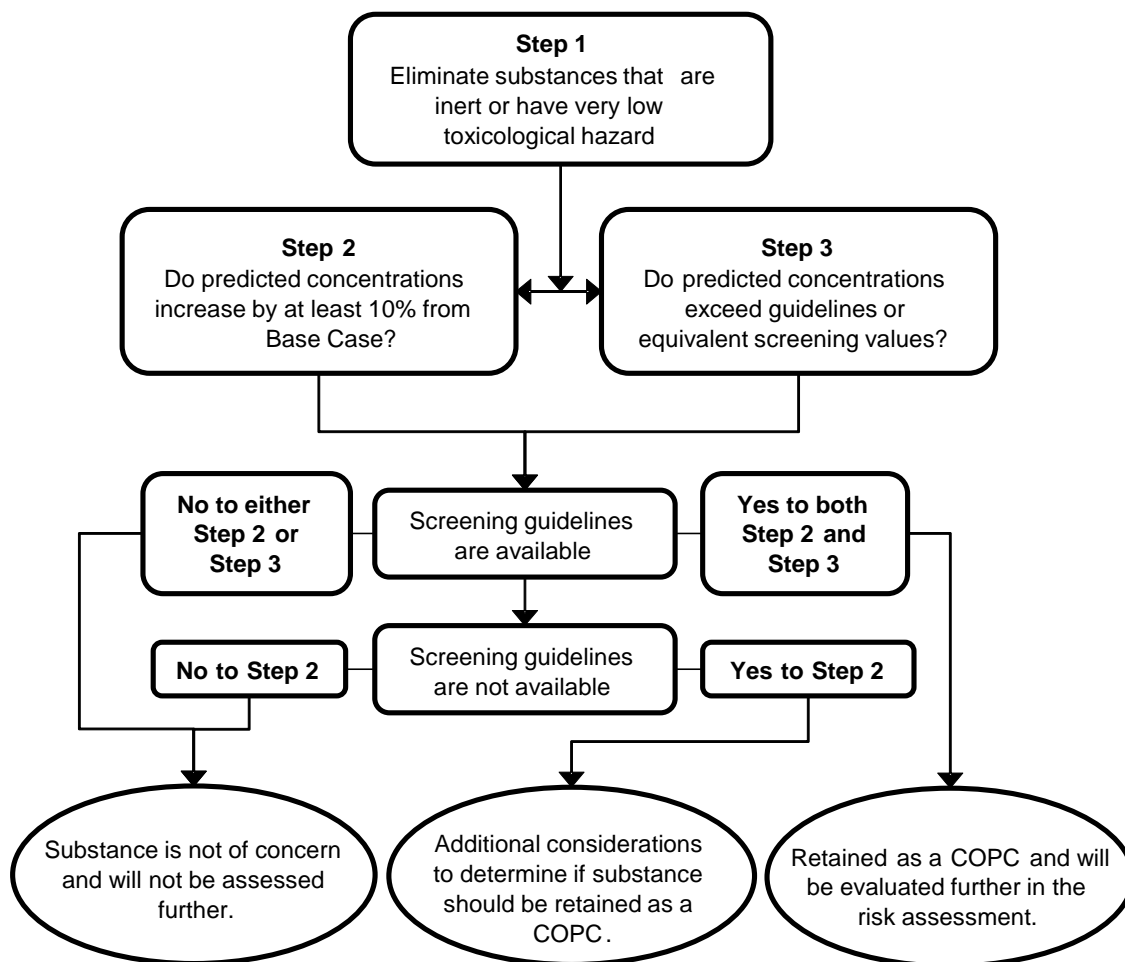 Step 1
Eliminate substances that are
inert or have very low
toxicological hazard
Step 2
Do predicted concentrations
increase by at least 10% from
Base Case?
Step 3
Do predicted concentrations
exceed guidelines or
equivalent screening values?
No to either
Step 2 or
Step 3
Screening guidelines
are available
Yes to both
Step 2 and
Step 3
No to Step 2
Screening guidelines
are not available
Yes to Step 2
Substance is not of concern
and will not be assessed
further.
Additional considerations
to determine if substance
should be retained as a
COPC.
Retained as a COPC and will
be evaluated further in the
risk assessment.